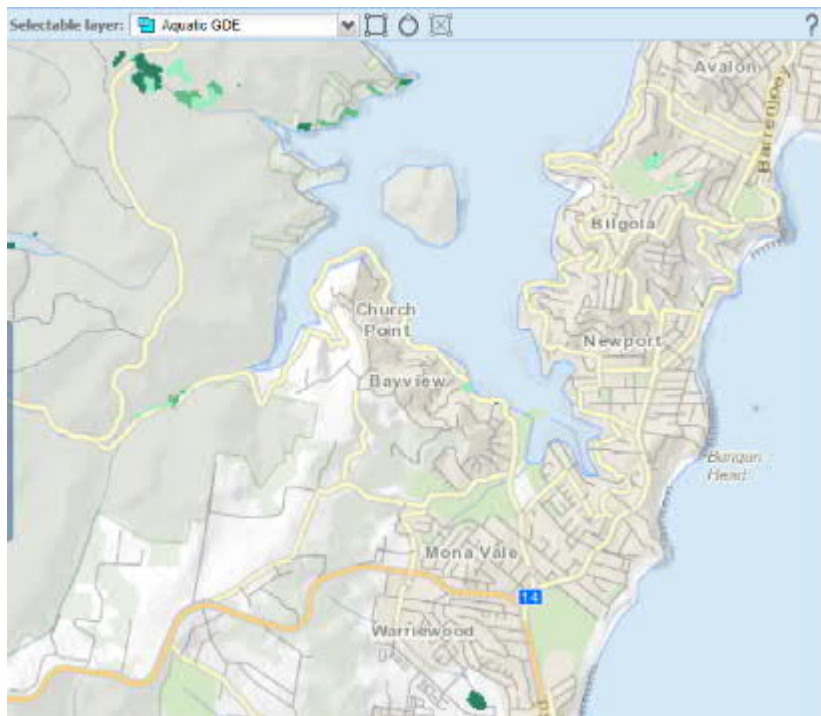 Selectable layer: Aquatic GDE ?
Avalon
Barrenjoey
Bilgola
Church
Point
Newport
Bayview
Bungan
Head
Mona Vale
14
Warriewood